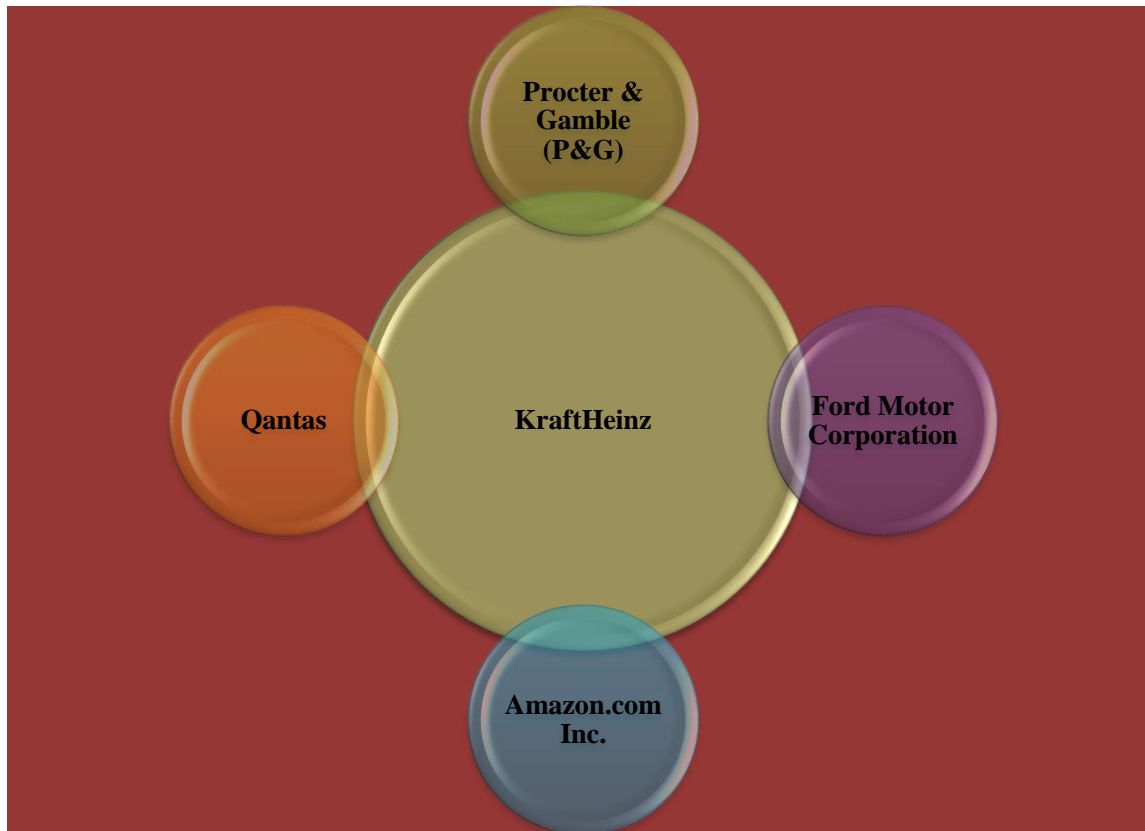 Procter &
Gamble
(P&G)
Qantas
KraftHeinz
Ford Motor
Corporation
Amazon.com
Inc.